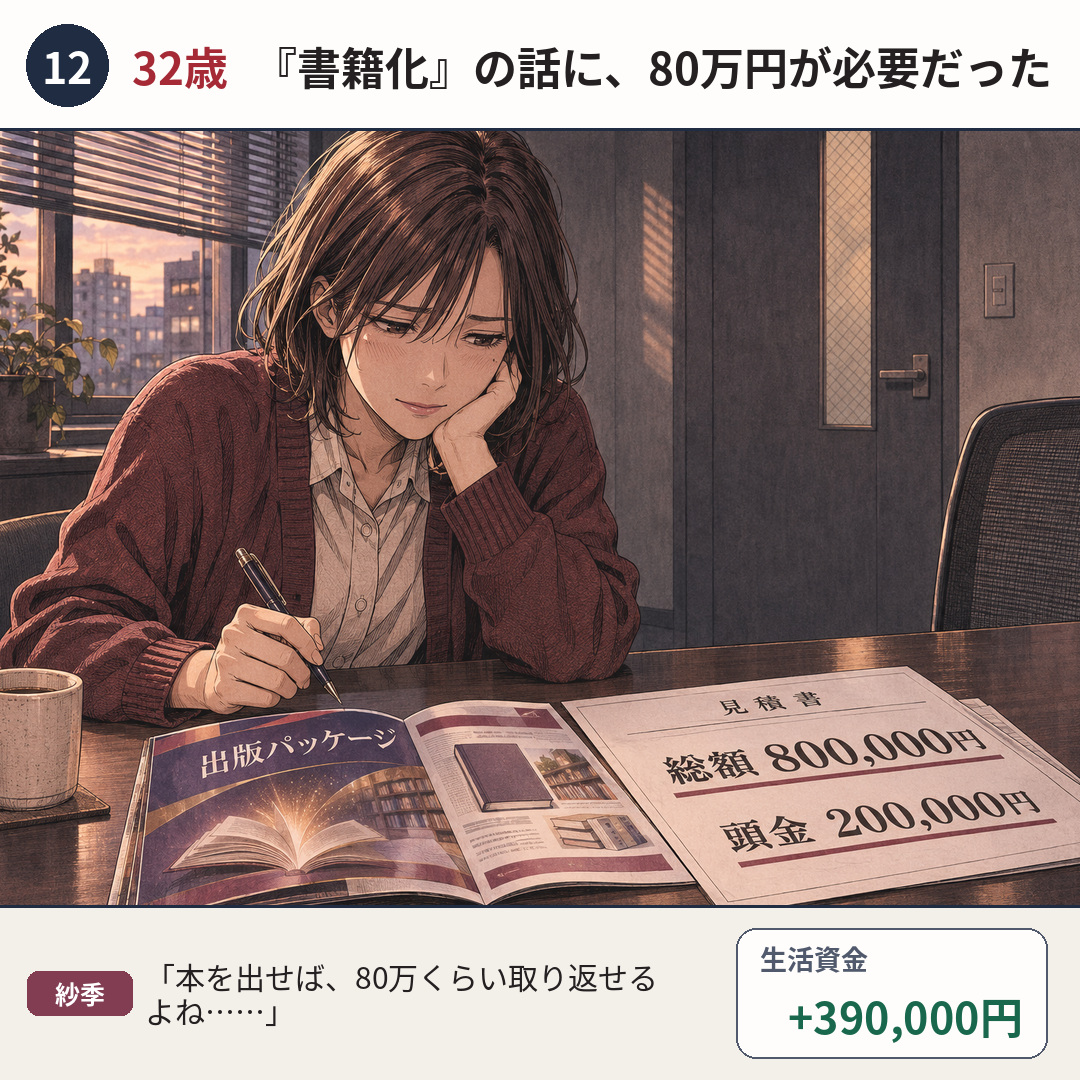 12
32歳 『書籍化』の話に、80万円が必要だった
出版パッケージ
見積書
総額 800,000円
頭金 200,000円
紗季
「本を出せば、80万くらい取り返せる
よね……」
生活資金
+390,000円